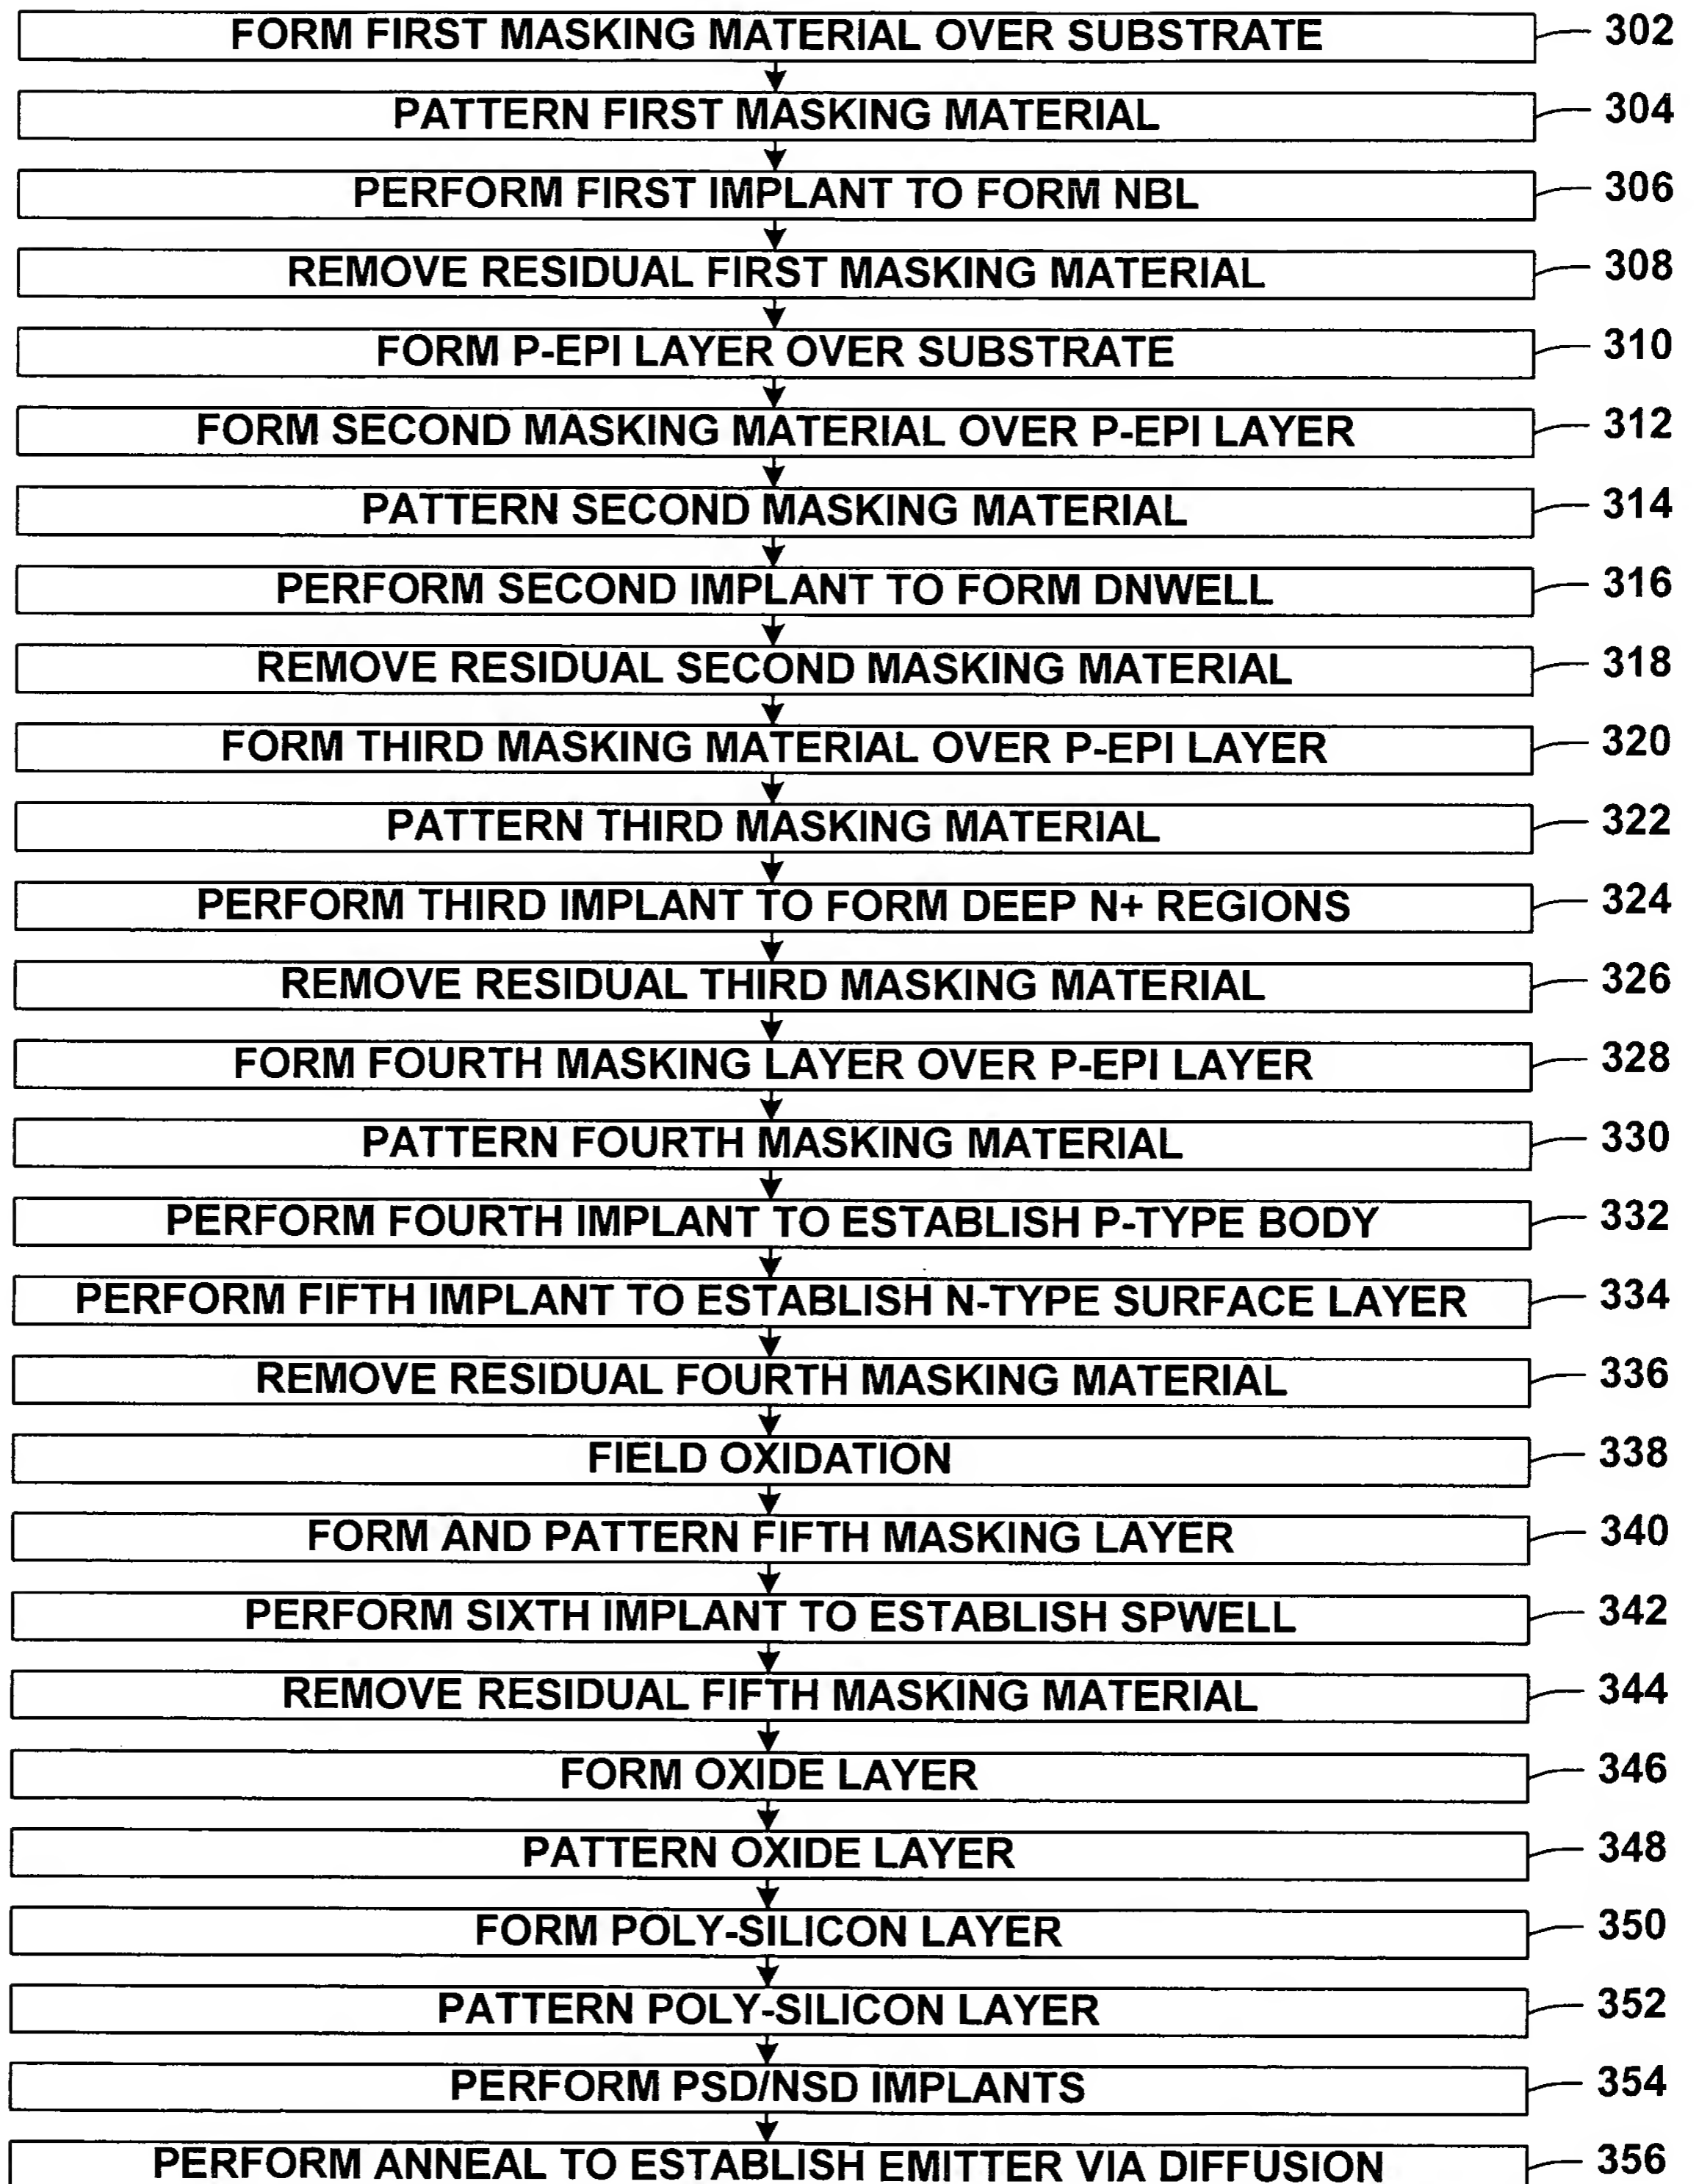 FORM FIRST MASKING MATERIAL OVER SUBSTRATE 302
PATTERN FIRST MASKING MATERIAL 304
PERFORM FIRST IMPLANT TO FORM NBL 306
REMOVE RESIDUAL FIRST MASKING MATERIAL 308
FORM P-EPI LAYER OVER SUBSTRATE 310
FORM SECOND MASKING MATERIAL OVER P-EPI LAYER 312
PATTERN SECOND MASKING MATERIAL 314
PERFORM SECOND IMPLANT TO FORM DNWELL 316
REMOVE RESIDUAL SECOND MASKING MATERIAL 318
FORM THIRD MASKING MATERIAL OVER P-EPI LAYER 320
PATTERN THIRD MASKING MATERIAL 322
PERFORM THIRD IMPLANT TO FORM DEEP N+ REGIONS 324
REMOVE RESIDUAL THIRD MASKING MATERIAL 326
FORM FOURTH MASKING LAYER OVER P-EPI LAYER 328
PATTERN FOURTH MASKING MATERIAL 330
PERFORM FOURTH IMPLANT TO ESTABLISH P-TYPE BODY 332
PERFORM FIFTH IMPLANT TO ESTABLISH N-TYPE SURFACE LAYER 334
REMOVE RESIDUAL FOURTH MASKING MATERIAL 336
FIELD OXIDATION 338
FORM AND PATTERN FIFTH MASKING LAYER 340
PERFORM SIXTH IMPLANT TO ESTABLISH SPWELL 342
REMOVE RESIDUAL FIFTH MASKING MATERIAL 344
FORM OXIDE LAYER 346
PATTERN OXIDE LAYER 348
FORM POLY-SILICON LAYER 350
PATTERN POLY-SILICON LAYER 352
PERFORM PSD/NSD IMPLANTS 354
PERFORM ANNEAL TO ESTABLISH EMITTER VIA DIFFUSION 356